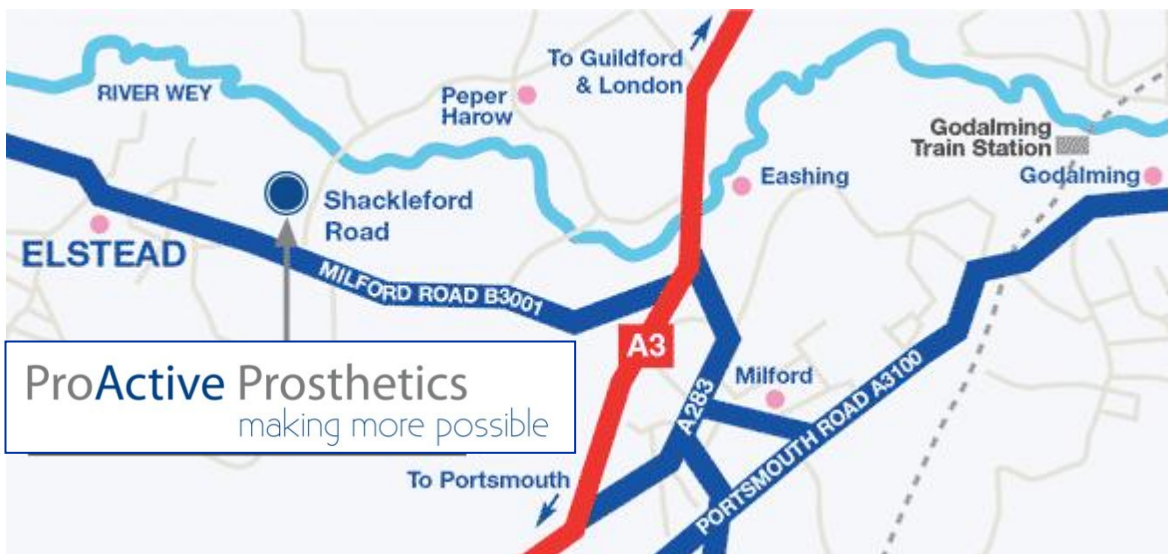 To Guildford
& London
RIVER WEY
Peper
Harow
Godalming
Train Station
Eashing
Godalming
Shackleford
Road
ELSTEAD
MILFORD ROAD B3001
A3
ProActive Prosthetics
making more possible
Milford
A283
PORTSMOUTH ROAD A3100
To Portsmouth